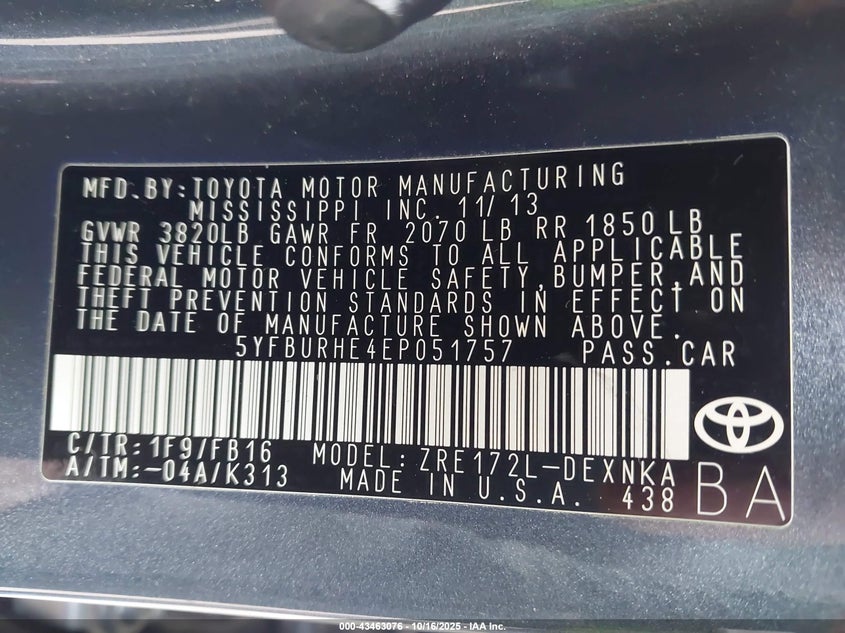 MFD.BY:TOYOTA MOTOR MANUFACTURING
MISSISSIPPI INC. 11/13
GVWR 3820LB GAWR FR 2070 LB RR 1850 LB
THIS VEHICLE CONFORMS TO ALL APPLICABLE
FEDERAL MOTOR VEHICLE SAFETY,BUMPER,AND
THEFT PREVENTION STANDARDS IN EFFECT ON
THE DATE OF MANUFACTURE SHOWN ABOVE.
5YFBURHE4EP051757 PASS.CAR
C/TR:1F9/FB16 MODEL:ZRE172L-DEXNKA
A/TM:-04A/K313 MADE IN U.S.A. 438
BA
000-43463076 - 10/16/2025 - IAA Inc.